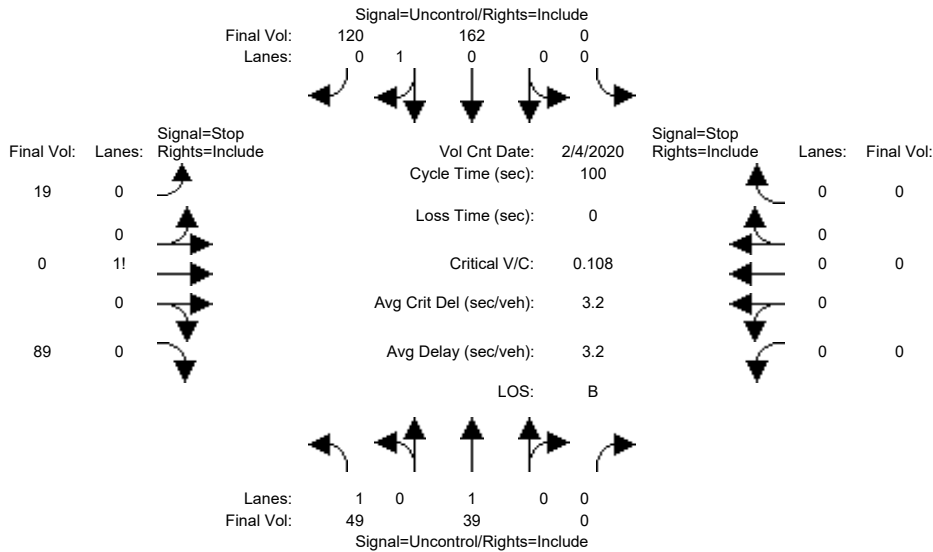 Signal=Uncontrol/Rights=Include
Final Vol: 120 162 0
Lanes: 0 1 0 0 0
Signal=Stop Signal=Stop
Final Vol: Lanes: Rights=Include Vol Cnt Date: 2/4/2020 Rights=Include Lanes: Final Vol:
Cycle Time (sec): 100
19 0 0 0
Loss Time (sec): 0
0 0
0 1! Critical V/C: 0.108 0 0
0 Avg Crit Del (sec/veh): 3.2 0
89 0 Avg Delay (sec/veh): 3.2 0 0
LOS: B
Lanes: 1 0 1 0 0
Final Vol: 49 39 0
Signal=Uncontrol/Rights=Include